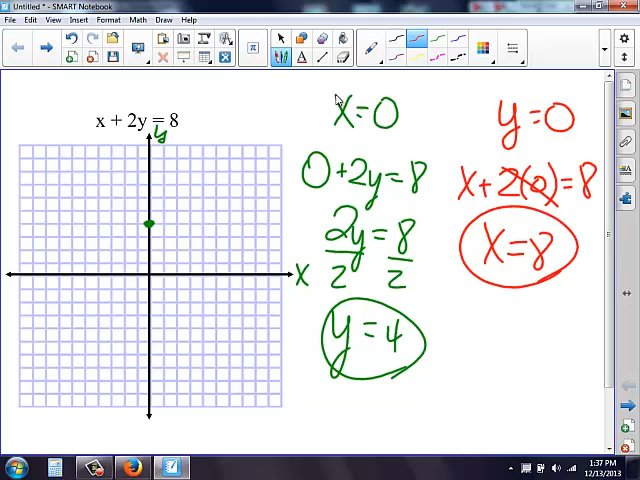 Untitled * - SMART Notebook
File Edit View Insert Format Tools Draw Help
x + 2y = 8
y
x
x=0
0+2y=8
2y=8
2 2
y=4
y=0
x+2(0)=8
x=8
1:37 PM
12/13/2013